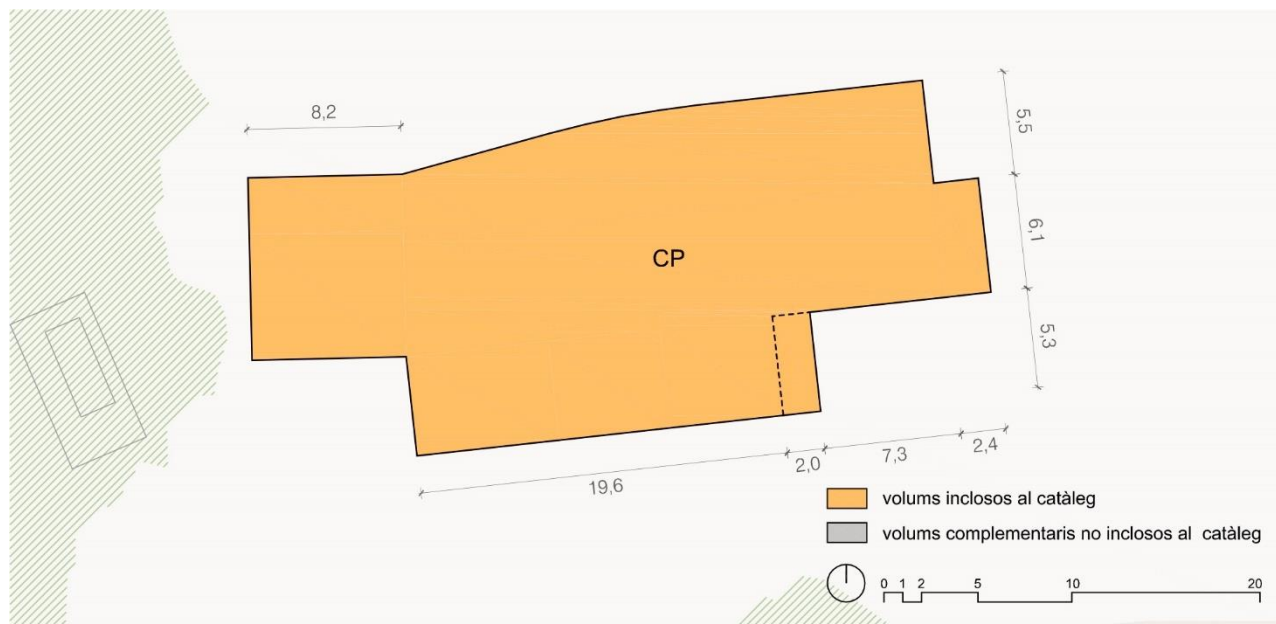 8,2
5,5
6,1
CP
5,3
19,6
2,0
7,3
2,4
volums inclosos al catàleg
volums complementaris no inclosos al catàleg
0 1 2 5 10 20